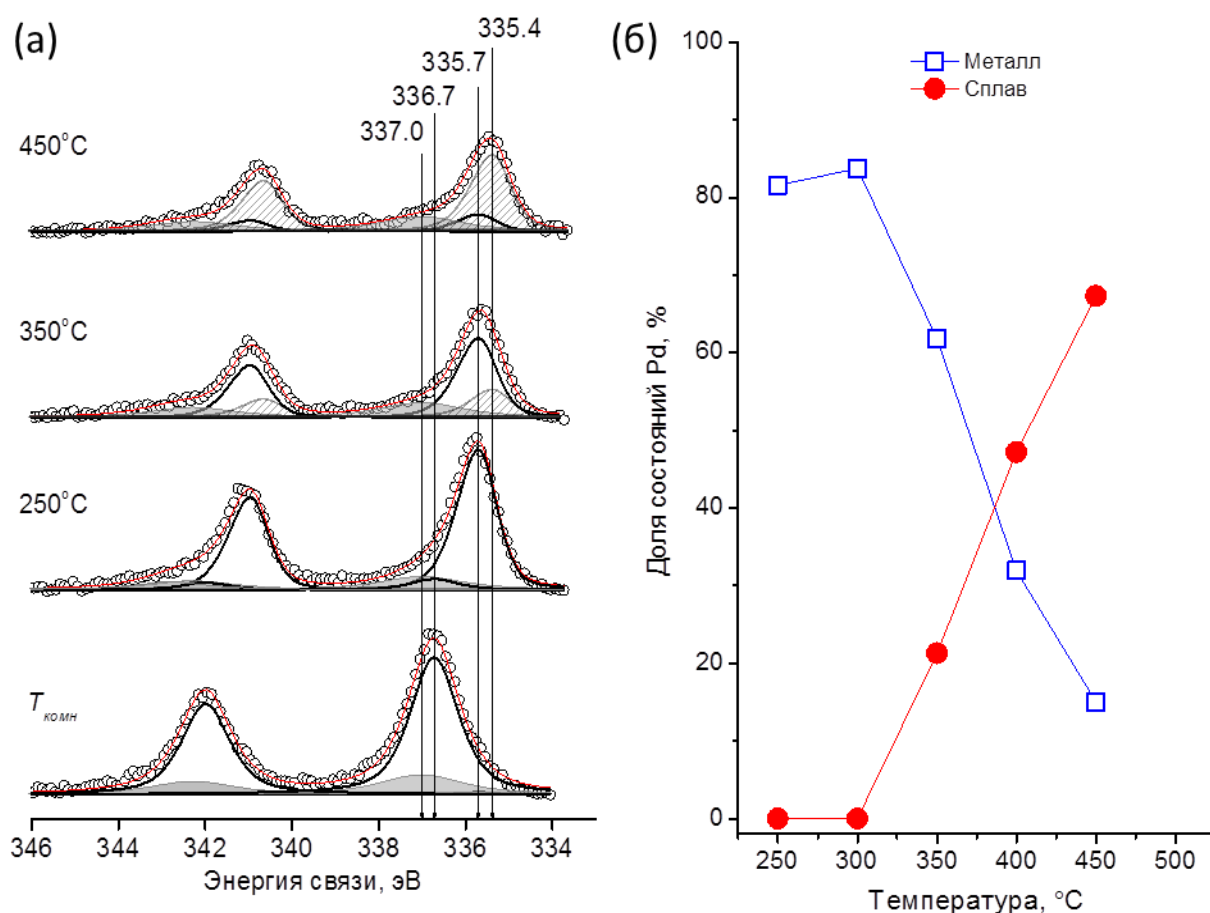 (а)
335.4
335.7
336.7
337.0
450°C
350°C
250°C
Tкомн
346 344 342 340 338 336 334
Энергия связи, эВ
(б)
Металл
Сплав
100
80
60
40
20
0
Доля состояний Pd, %
250 300 350 400 450 500
Температура, °C